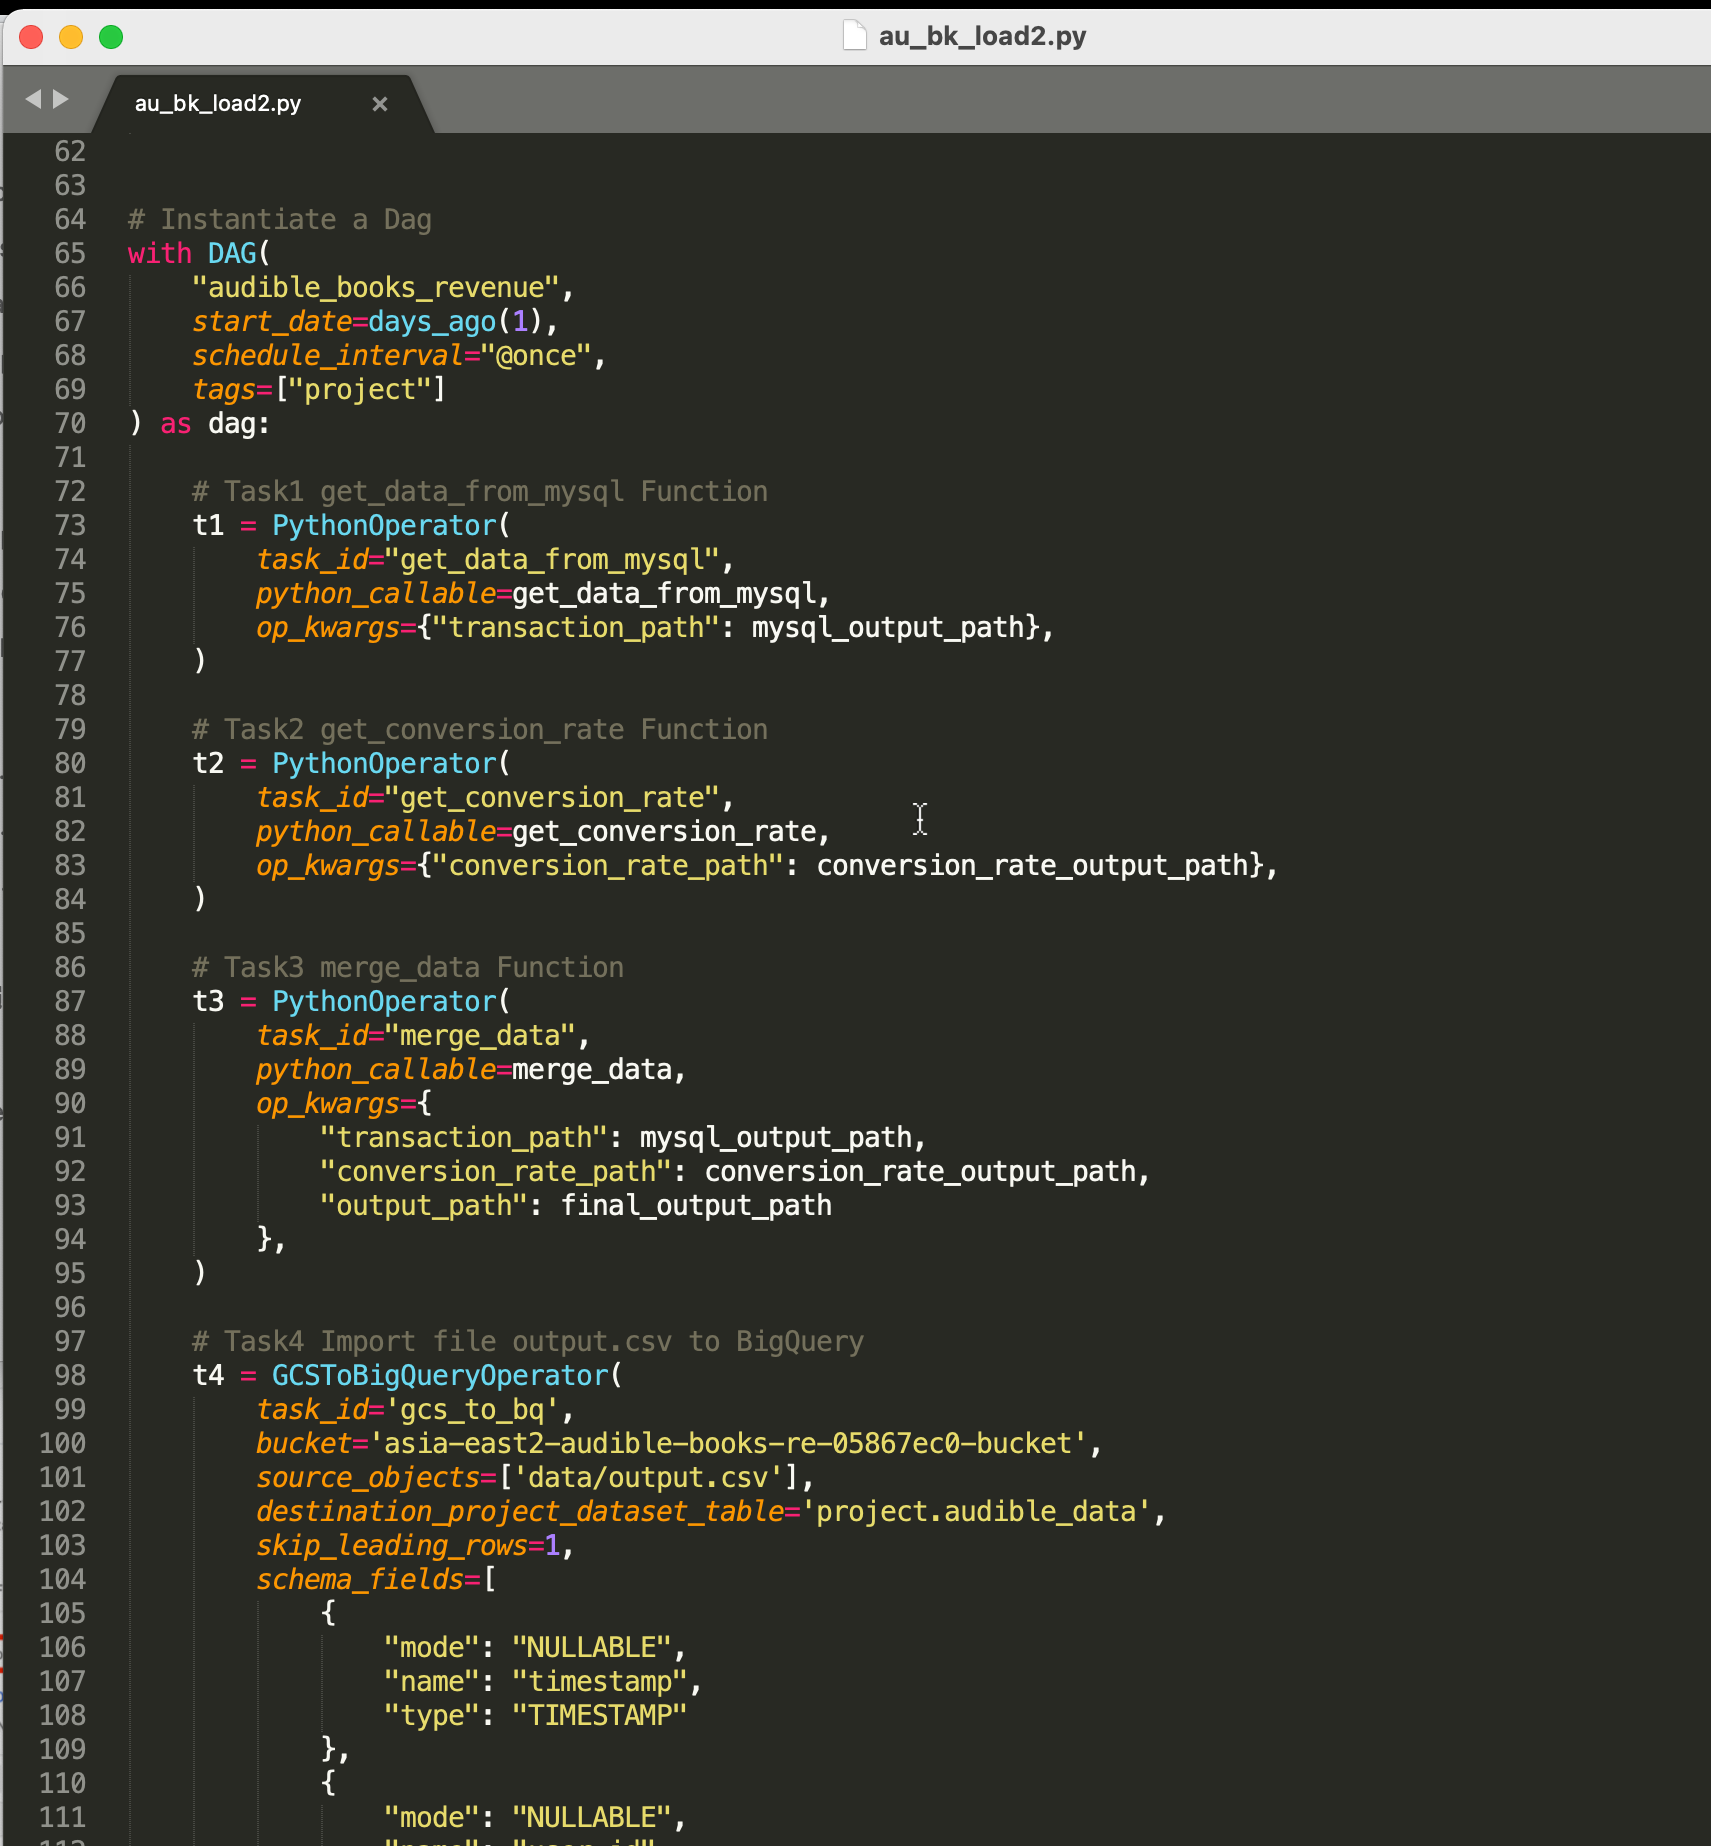 au_bk_load2.py
au_bk_load2.py ×
62
63
64 # Instantiate a Dag
65 with DAG(
66     "audible_books_revenue",
67     start_date=days_ago(1),
68     schedule_interval="@once",
69     tags=["project"]
70 ) as dag:
71
72     # Task1 get_data_from_mysql Function
73     t1 = PythonOperator(
74         task_id="get_data_from_mysql",
75         python_callable=get_data_from_mysql,
76         op_kwargs={"transaction_path": mysql_output_path},
77     )
78
79     # Task2 get_conversion_rate Function
80     t2 = PythonOperator(
81         task_id="get_conversion_rate",
82         python_callable=get_conversion_rate,
83         op_kwargs={"conversion_rate_path": conversion_rate_output_path},
84     )
85
86     # Task3 merge_data Function
87     t3 = PythonOperator(
88         task_id="merge_data",
89         python_callable=merge_data,
90         op_kwargs={
91             "transaction_path": mysql_output_path,
92             "conversion_rate_path": conversion_rate_output_path,
93             "output_path": final_output_path
94         },
95     )
96
97     # Task4 Import file output.csv to BigQuery
98     t4 = GCSToBigQueryOperator(
99         task_id='gcs_to_bq',
100         bucket='asia-east2-audible-books-re-05867ec0-bucket',
101         source_objects=['data/output.csv'],
102         destination_project_dataset_table='project.audible_data',
103         skip_leading_rows=1,
104         schema_fields=[
105             {
106                 "mode": "NULLABLE",
107                 "name": "timestamp",
108                 "type": "TIMESTAMP"
109             },
110             {
111                 "mode": "NULLABLE",